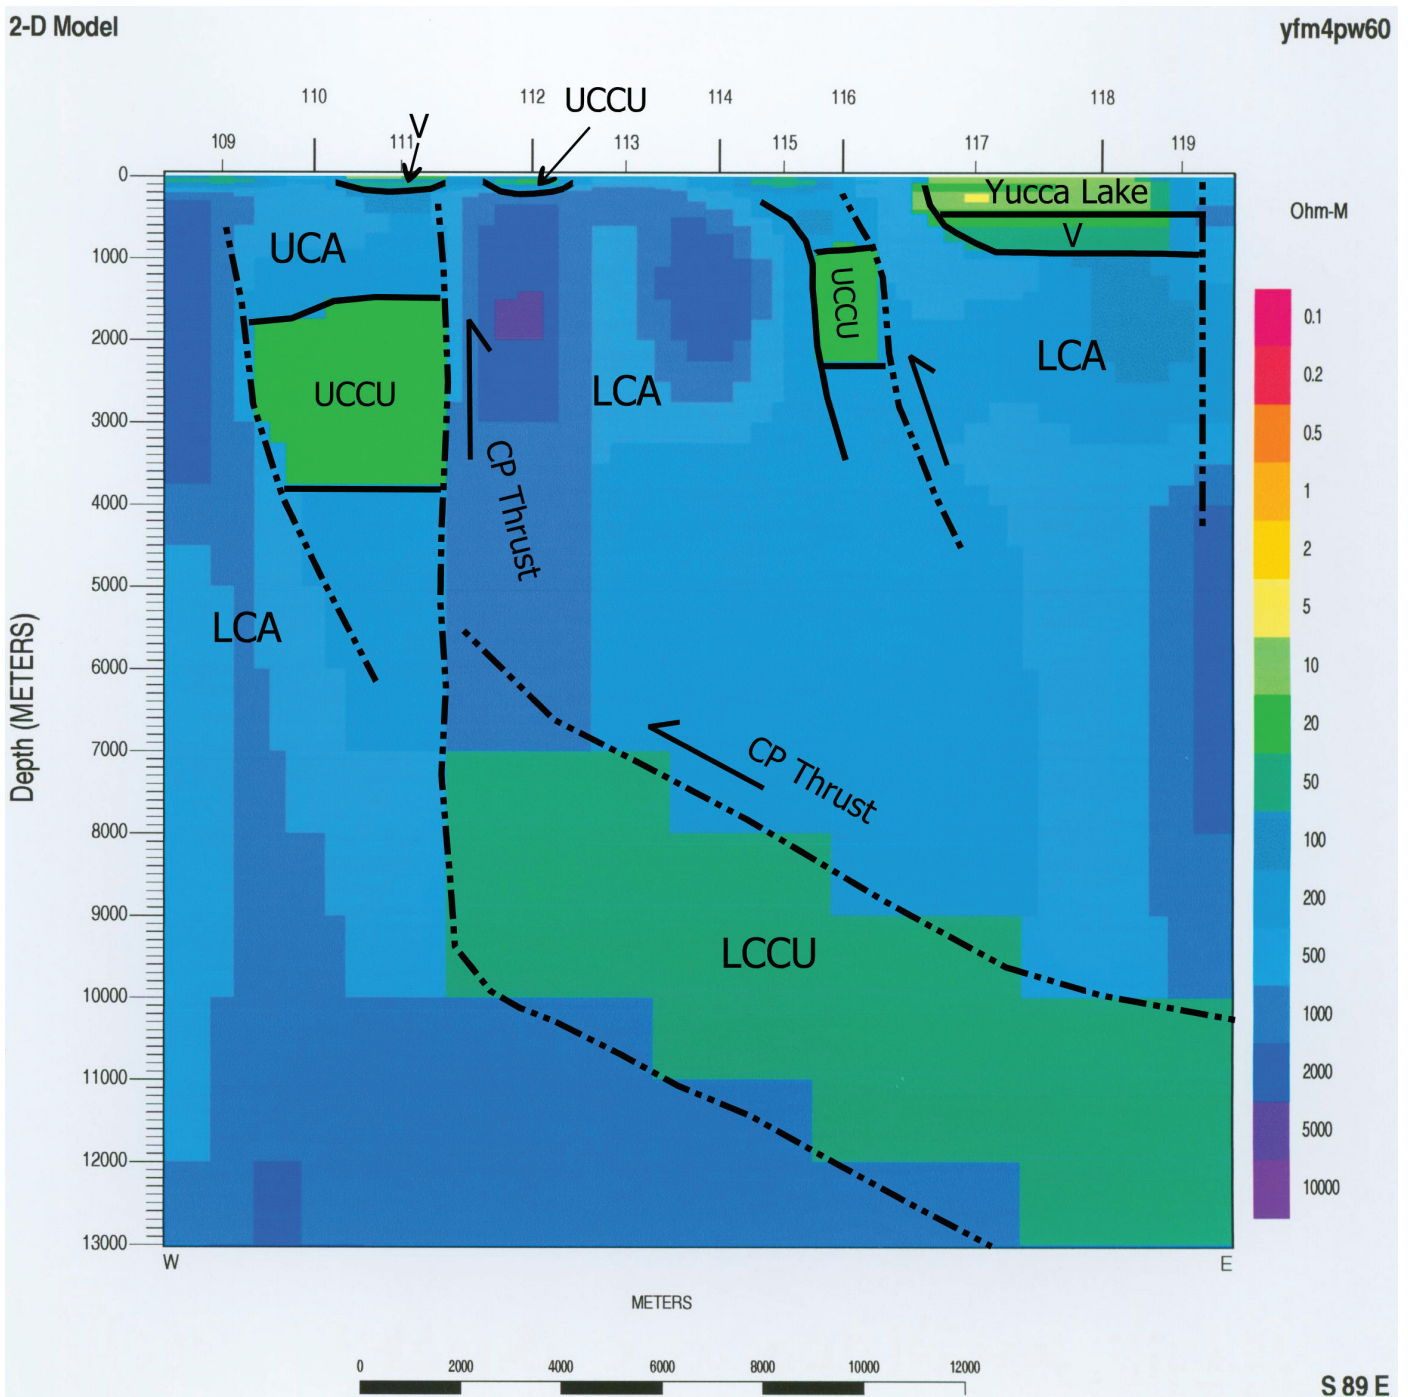 2-D Model
yfm4pw60
110 112 114 116 118
UCCU
V
109 111 113 115 117 119
0
1000
2000
3000
4000
5000
6000
7000
8000
9000
10000
11000
12000
13000
Depth (METERS)
Yucca Lake
V
UCA
UCCU
UCCU
LCA
LCA
CP Thrust
LCA
CP Thrust
LCCU
Ohm-M
0.1
0.2
0.5
1
2
5
10
20
50
100
200
500
1000
2000
5000
10000
W
E
METERS
0 2000 4000 6000 8000 10000 12000
S 89 E